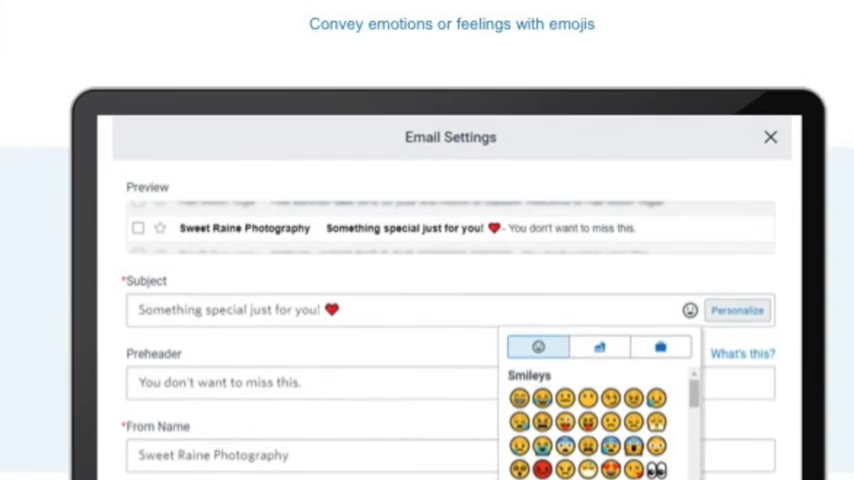 Convey emotions or feelings with emojis
Email Settings
Preview
Sweet Raine Photography Something special just for you! ❤ - You don't want to miss this.
*Subject
Something special just for you! ❤
Personalize
Preheader
What's this?
You don't want to miss this.
Smileys
*From Name
Sweet Raine Photography